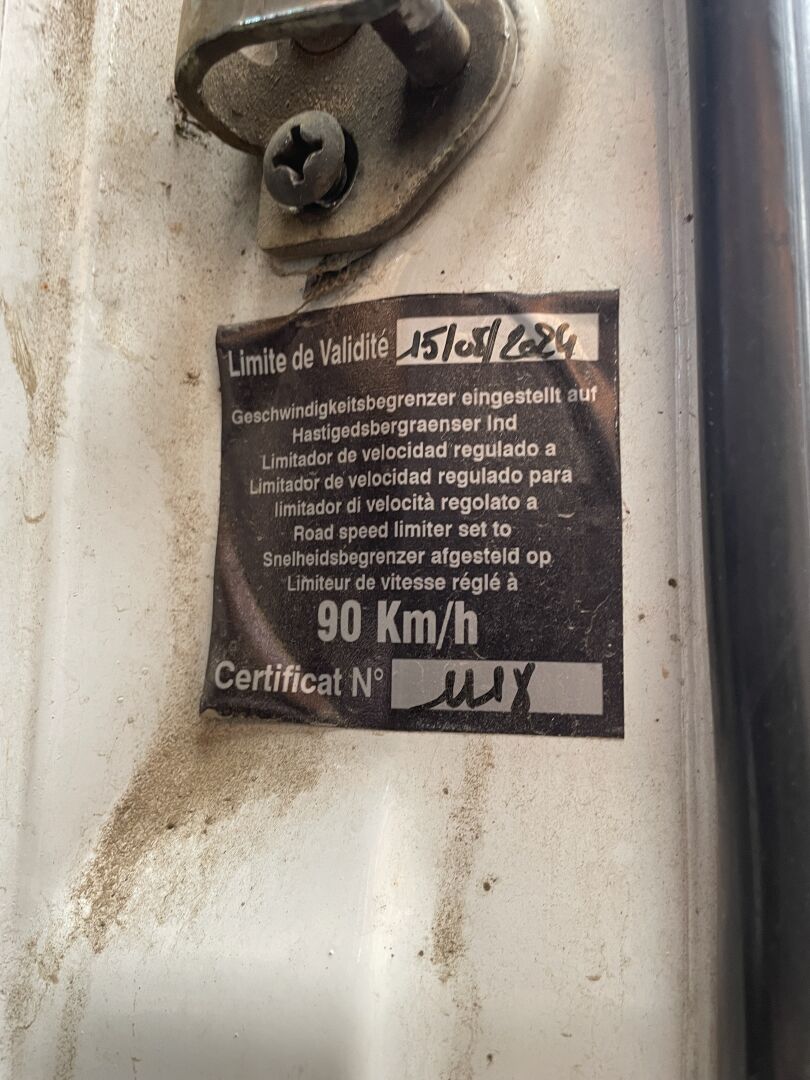 Limite de Validité 15/08/2024
Geschwindigkeitsbegrenzer eingestellt auf
Hastigedsbergraenser Ind
Limitador de velocidad regulado a
Limitador de velocidad regulado para
limitador di velocità regolato a
Road speed limiter set to
Snelheidsbegrenzer afgesteld op
Limiteur de vitesse réglé à
90 Km/h
Certificat N° 1118